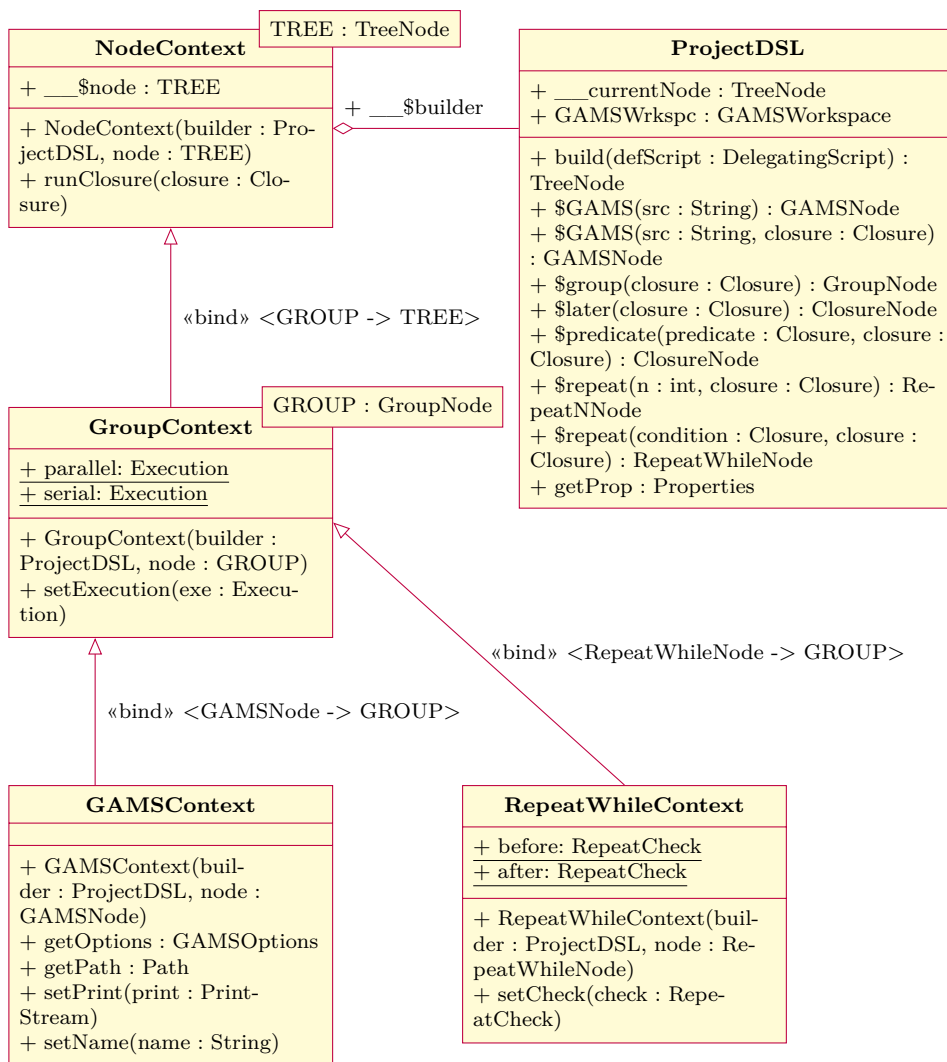 TREE : TreeNode
NodeContext
+ ___$node : TREE
+ NodeContext(builder : Pro-
jectDSL, node : TREE)
+ runClosure(closure : Clo-
sure)
+ ___$builder
ProjectDSL
+ ___currentNode : TreeNode
+ GAMSWrkspc : GAMSWorkspace
+ build(defScript : DelegatingScript) :
TreeNode
+ $GAMS(src : String) : GAMSNode
+ $GAMS(src : String, closure : Closure)
: GAMSNode
+ $group(closure : Closure) : GroupNode
+ $later(closure : Closure) : ClosureNode
+ $predicate(predicate : Closure, closure :
Closure) : ClosureNode
+ $repeat(n : int, closure : Closure) : Re-
peatNNode
+ $repeat(condition : Closure, closure :
Closure) : RepeatWhileNode
+ getProp : Properties
«bind» <GROUP -> TREE>
GROUP : GroupNode
GroupContext
+ parallel: Execution
+ serial: Execution
+ GroupContext(builder :
ProjectDSL, node : GROUP)
+ setExecution(exe : Execu-
tion)
«bind» <RepeatWhileNode -> GROUP>
«bind» <GAMSNode -> GROUP>
GAMSContext
+ GAMSContext(buil-
der : ProjectDSL, node :
GAMSNode)
+ getOptions : GAMSOptions
+ getPath : Path
+ setPrint(print : Print-
Stream)
+ setName(name : String)
RepeatWhileContext
+ before: RepeatCheck
+ after: RepeatCheck
+ RepeatWhileContext(buil-
der : ProjectDSL, node : Re-
peatWhileNode)
+ setCheck(check : Repe-
atCheck)